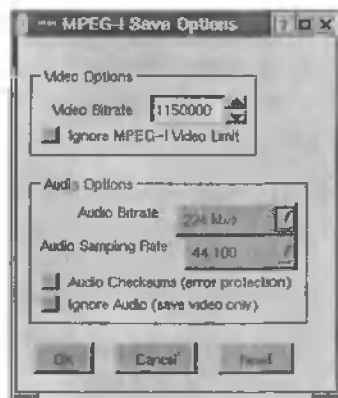 MPEG-I Save Options
Video Options
Video Bitrate 1150000
Ignore MPEG-I Video Limit
Audio Options
Audio Bitrate 224 kb/s
Audio Sampling Rate 44.100
Audio Checksums (error protection)
Ignore Audio (save video only)
OK Cancel